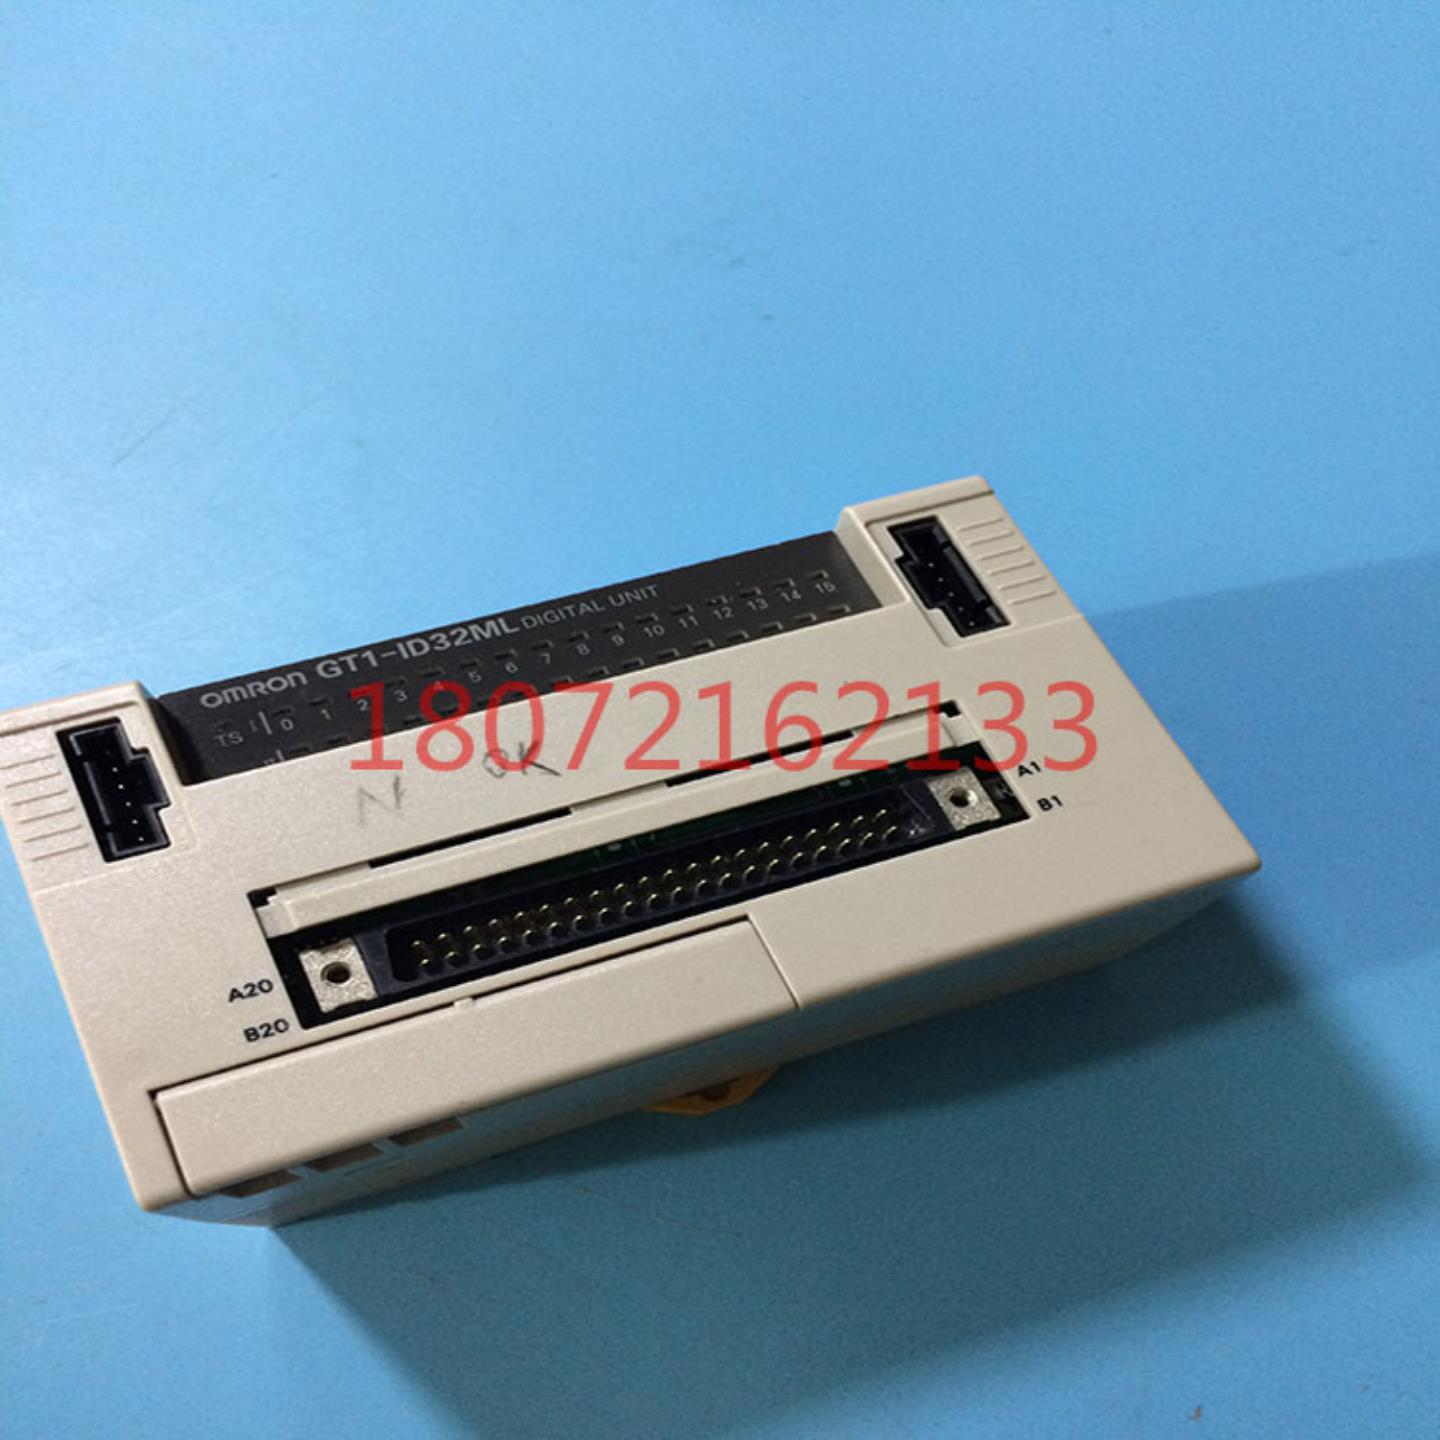 OMRON GT1-ID32ML DIGITAL UNIT
TS I 0 1 2 3 4 5 6 7 8 9 10 11 12 13 14 15
II
18072162133
N OK
A1
B1
A20
B20